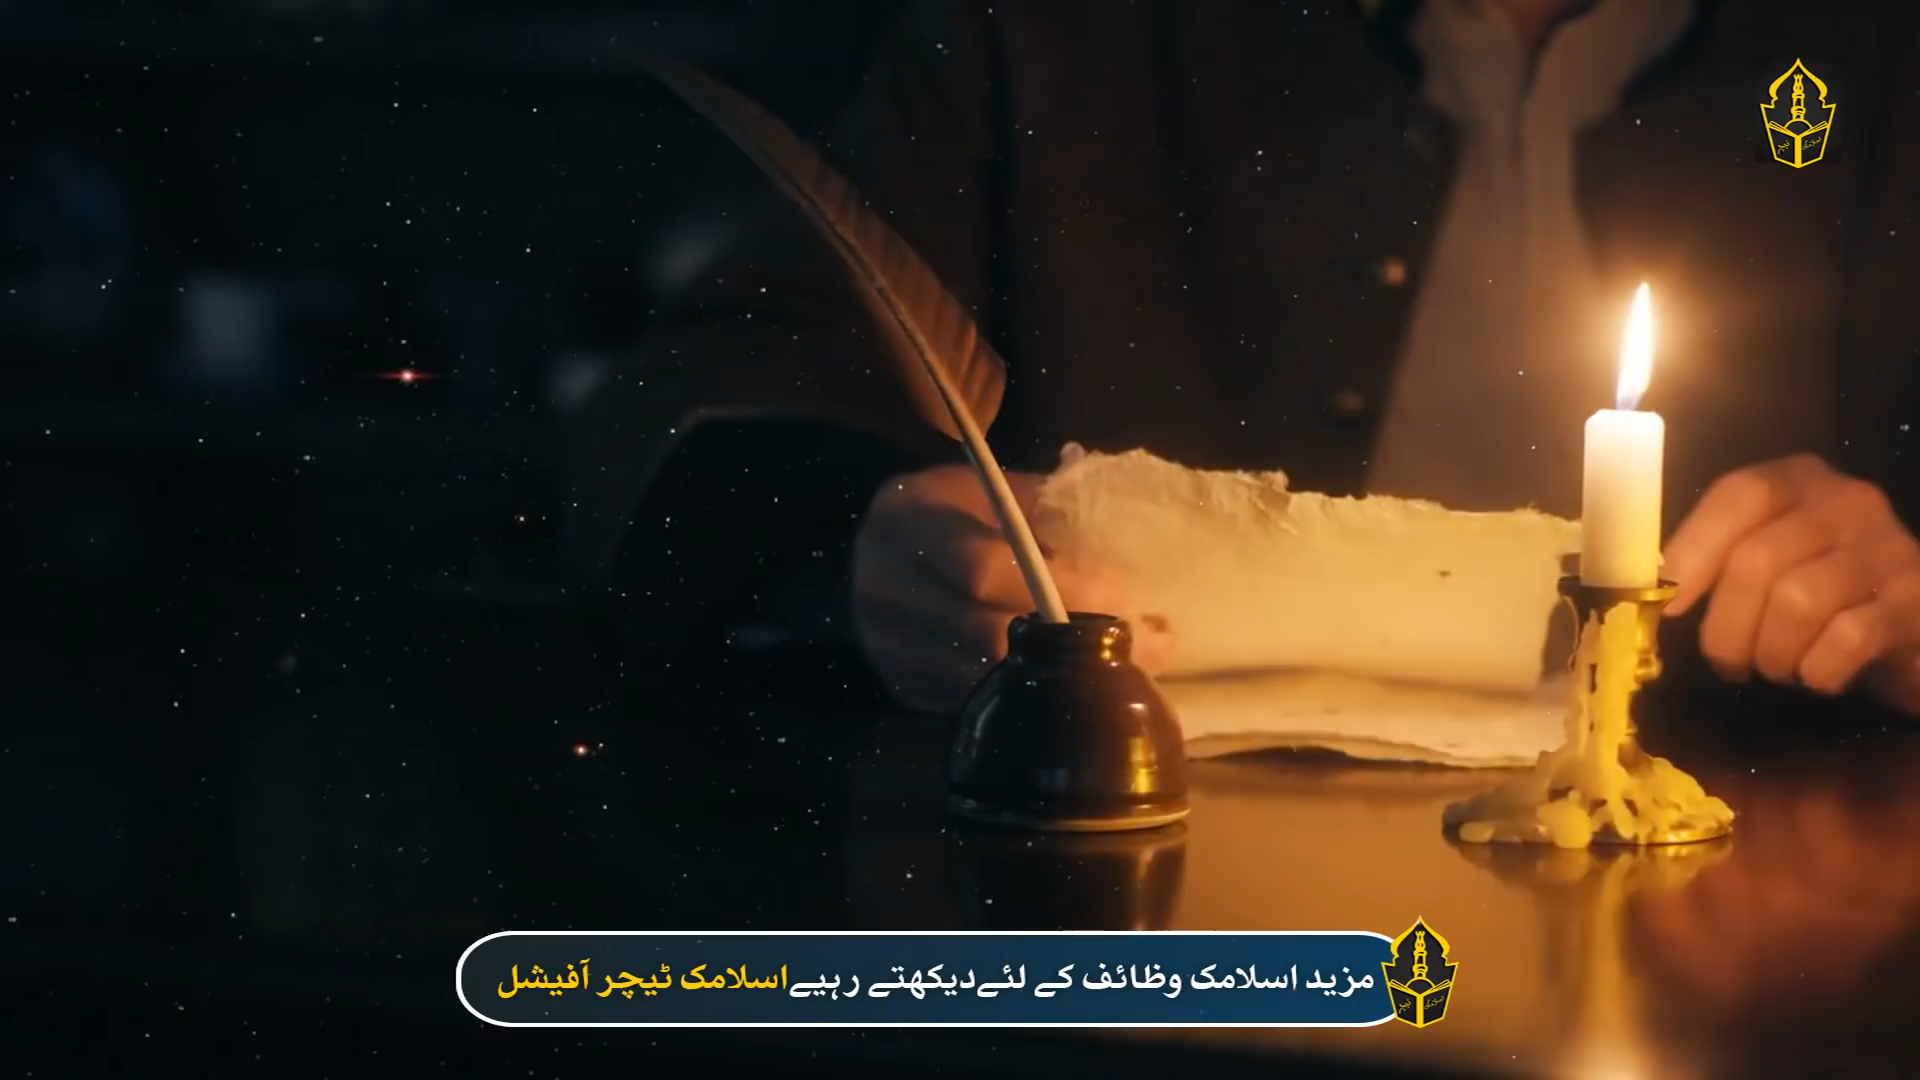 مزید اسلامک وظائف کے لئے دیکھتے رہیے اسلامک ٹیچر آفیشل